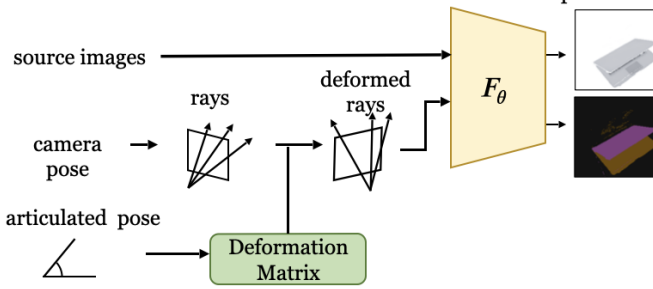 source images
deformed
rays
rays
F_θ
camera
pose
articulated pose
Deformation
Matrix